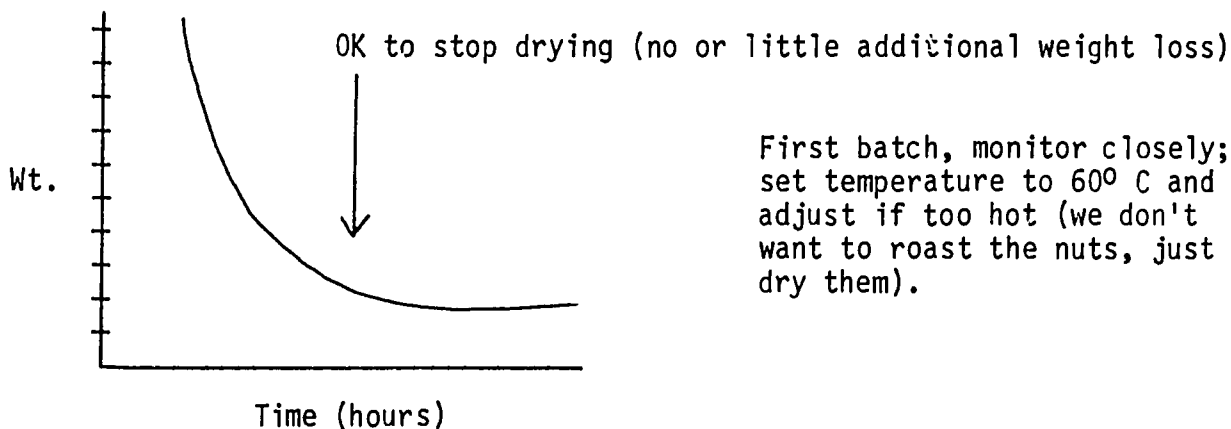 OK to stop drying (no or little additional weight loss)
First batch, monitor closely;
set temperature to 60⁰ C and
adjust if too hot (we don't
want to roast the nuts, just
dry them).
Wt.
Time (hours)